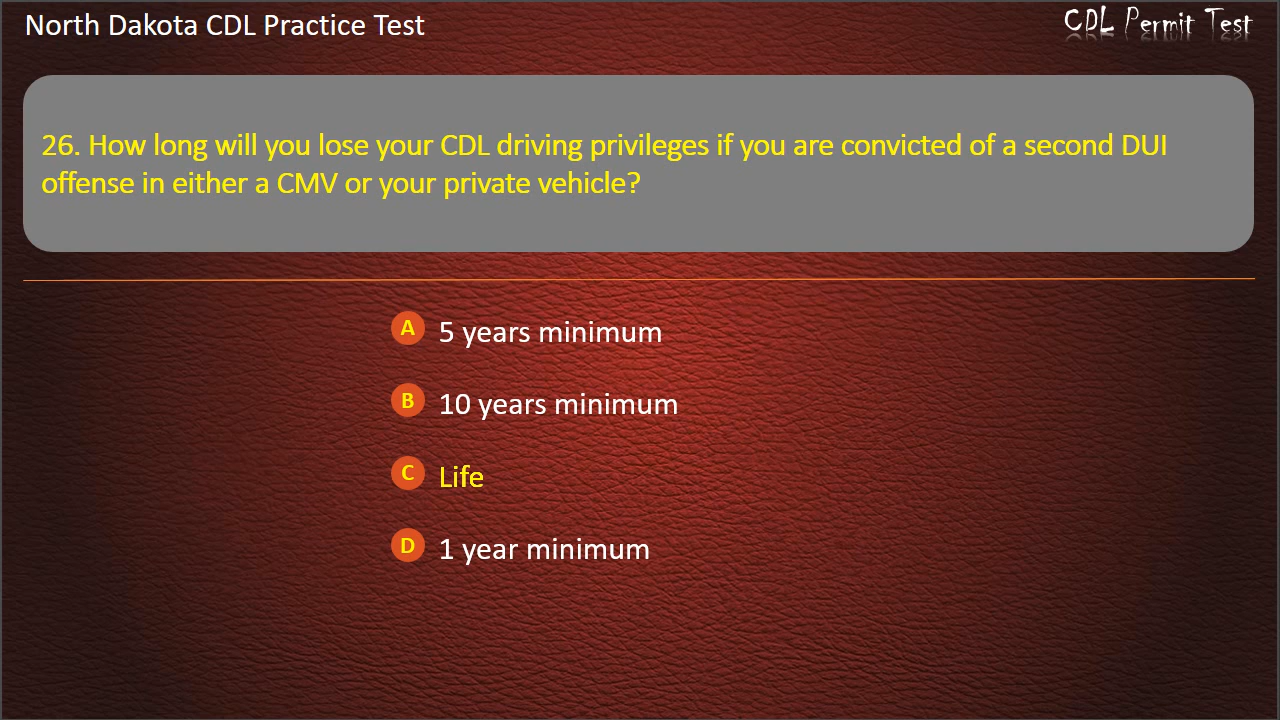 North Dakota CDL Practice Test
CDL Permit Test
26. How long will you lose your CDL driving privileges if you are convicted of a second DUI
offense in either a CMV or your private vehicle?
A 5 years minimum
B 10 years minimum
C Life
D 1 year minimum